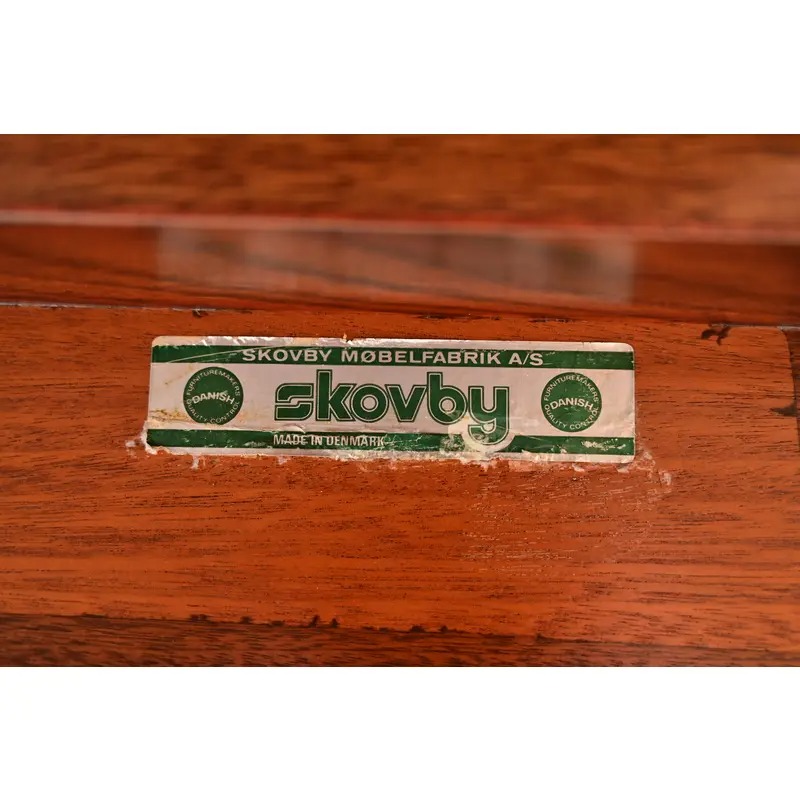 SKOVBY MØBELFABRIK A/S
FURNITUREMAKERS
DANISH
QUALITY CONTROL
skovby
FURNITUREMAKERS
DANISH
QUALITY CONTROL
MADE IN DENMARK